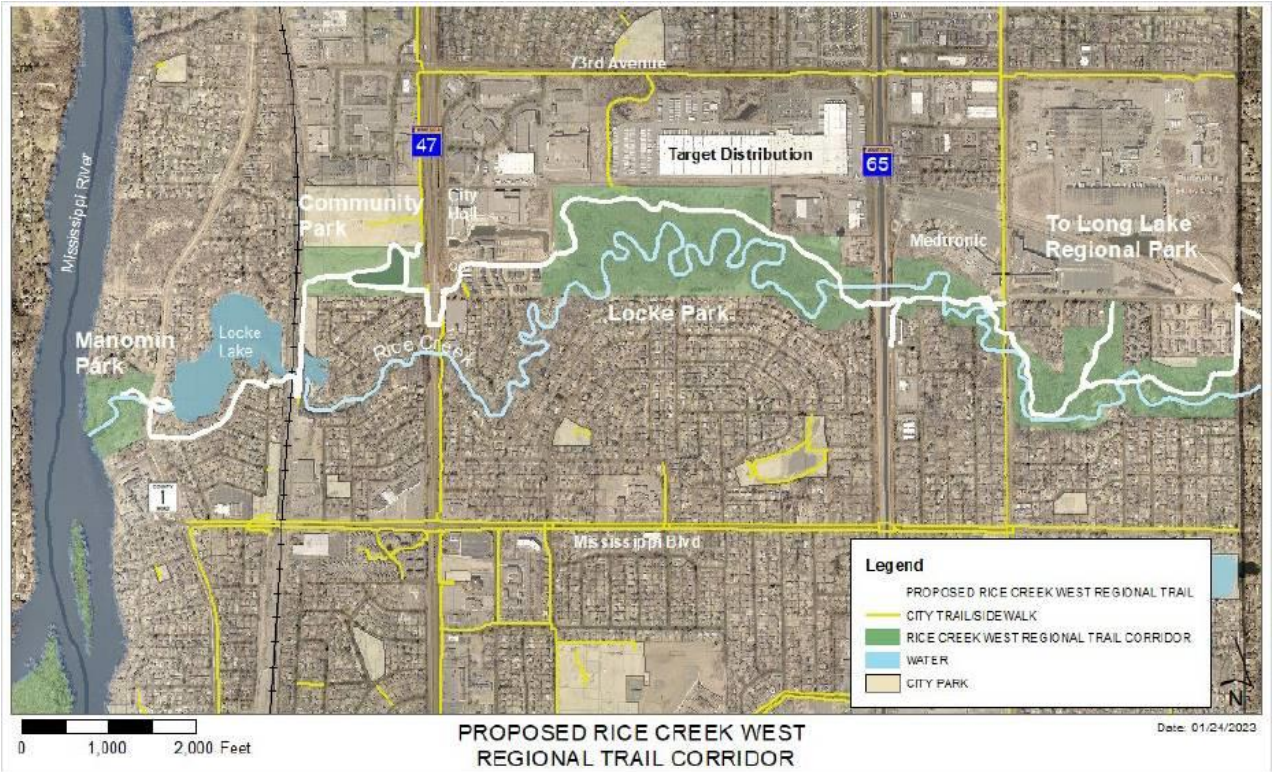 73rd Avenue
47
65
Target Distribution
Mississippi River
Community
Park
City
Hall
Medtronic
To Long Lake
Regional Park
Manomin
Park
Locke
Lake
Rice Creek
Locke Park
COUNTY
1
Mississippi Blvd
Legend
PROPOSED RICE CREEK WEST REGIONAL TRAIL
CITY TRAIL/SIDEWALK
RICE CREEK WEST REGIONAL TRAIL CORRIDOR
WATER
CITY PARK
N
0 1,000 2,000 Feet
PROPOSED RICE CREEK WEST
REGIONAL TRAIL CORRIDOR
Date: 01/24/2023